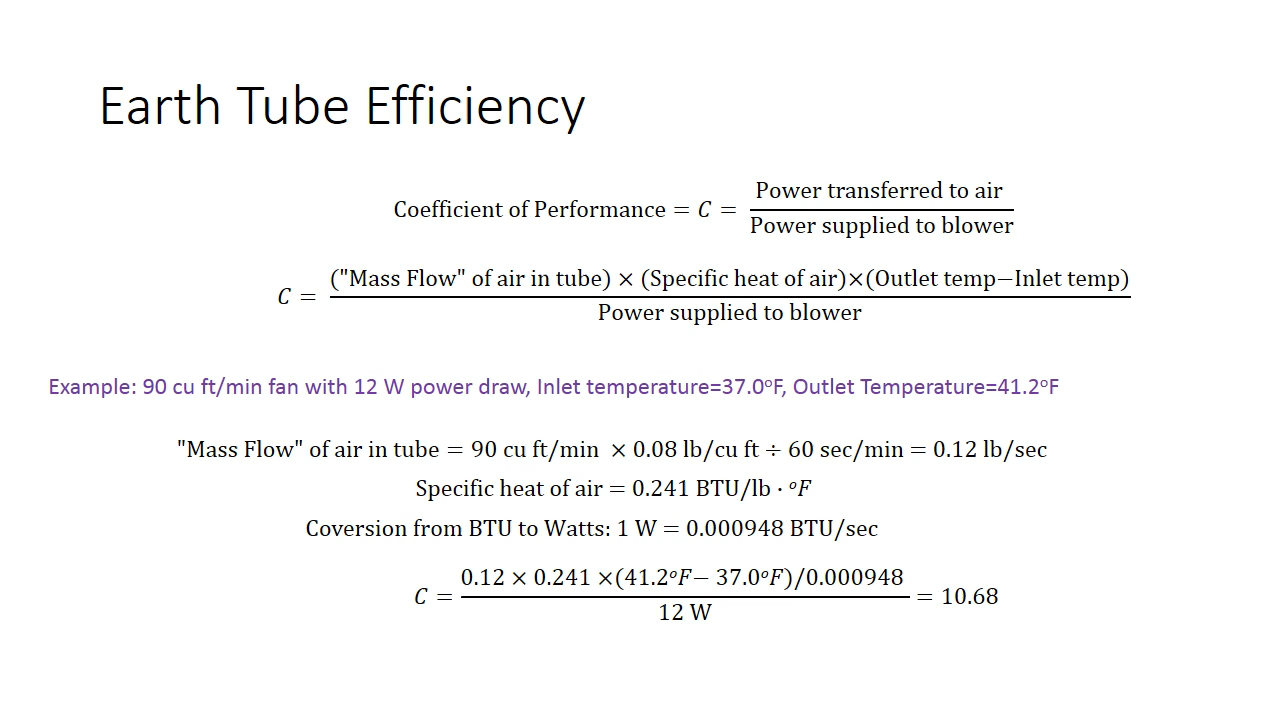 Earth Tube Efficiency
Coefficient of Performance = C = Power transferred to air / Power supplied to blower
C = ("Mass Flow" of air in tube) × (Specific heat of air)×(Outlet temp−Inlet temp) / Power supplied to blower
Example: 90 cu ft/min fan with 12 W power draw, Inlet temperature=37.0°F, Outlet Temperature=41.2°F
"Mass Flow" of air in tube = 90 cu ft/min × 0.08 lb/cu ft ÷ 60 sec/min = 0.12 lb/sec
Specific heat of air = 0.241 BTU/lb · °F
Coversion from BTU to Watts: 1 W = 0.000948 BTU/sec
C = 0.12 × 0.241 ×(41.2°F− 37.0°F)/0.000948 / 12 W = 10.68